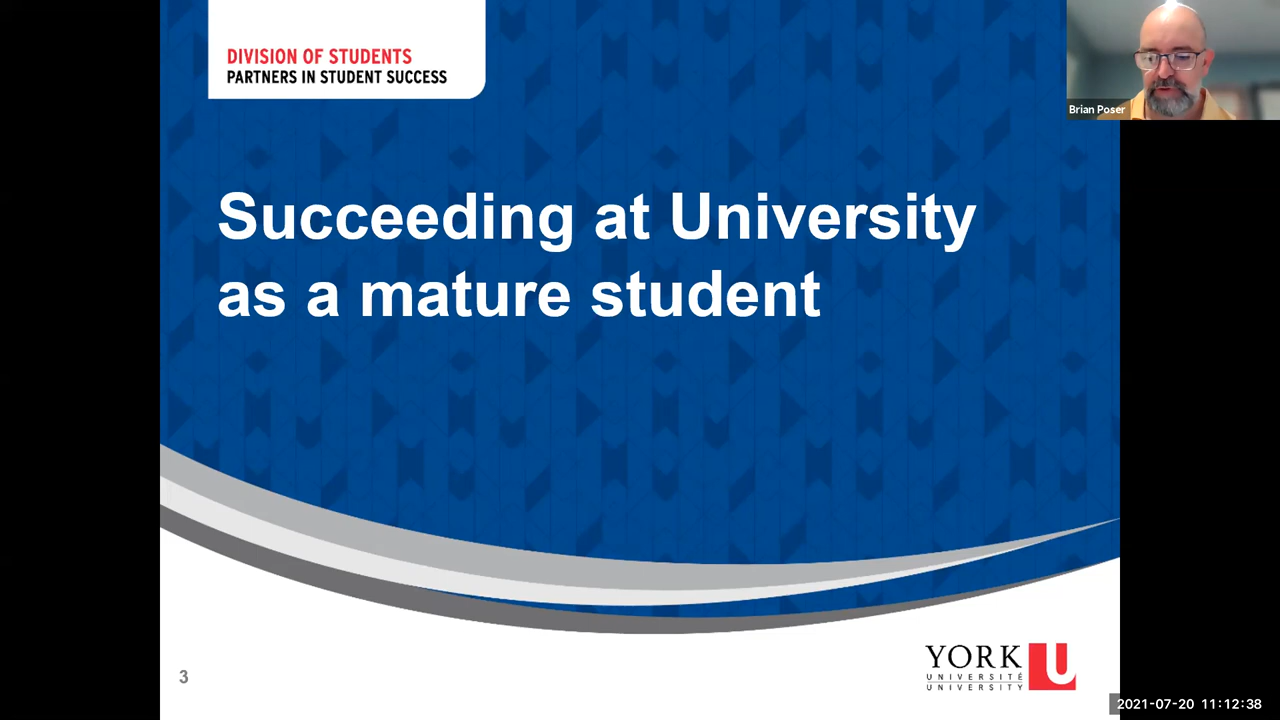 DIVISION OF STUDENTS
PARTNERS IN STUDENT SUCCESS
Brian Poser
Succeeding at University
as a mature student
YORK U
UNIVERSITÉ
UNIVERSITY
3
2021-07-20 11:12:38